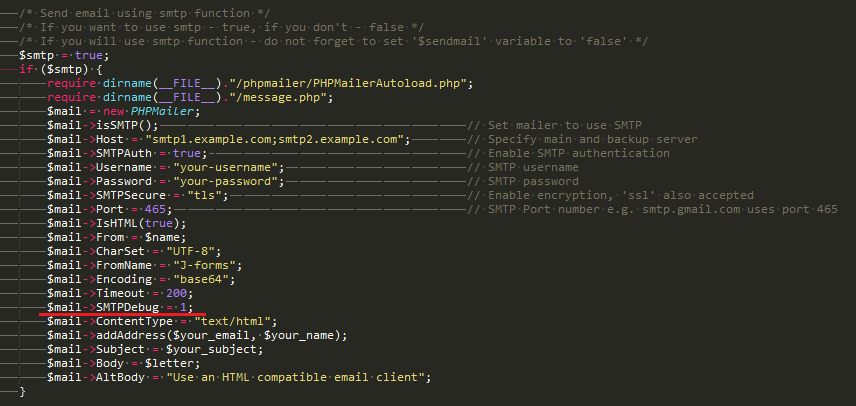 /* Send email using smtp function */
/* If you want to use smtp - true, if you don't - false */
/* If you will use smtp function - do not forget to set '$sendmail' variable to 'false' */
$smtp = true;
if ($smtp) {
require dirname(__FILE__)."/phpmailer/PHPMailerAutoload.php";
require dirname(__FILE__)."/message.php";
$mail = new PHPMailer;
$mail->isSMTP(); // Set mailer to use SMTP
$mail->Host = "smtp1.example.com;smtp2.example.com"; // Specify main and backup server
$mail->SMTPAuth = true; // Enable SMTP authentication
$mail->Username = "your-username"; // SMTP username
$mail->Password = "your-password"; // SMTP password
$mail->SMTPSecure = "tls"; // Enable encryption, 'ssl' also accepted
$mail->Port = 465; // SMTP Port number e.g. smtp.gmail.com uses port 465
$mail->IsHTML(true);
$mail->From = $name;
$mail->CharSet = "UTF-8";
$mail->FromName = "J-forms";
$mail->Encoding = "base64";
$mail->Timeout = 200;
$mail->SMTPDebug = 1;
$mail->ContentType = "text/html";
$mail->addAddress($your_email, $your_name);
$mail->Subject = $your_subject;
$mail->Body = $letter;
$mail->AltBody = "Use an HTML compatible email client";
}